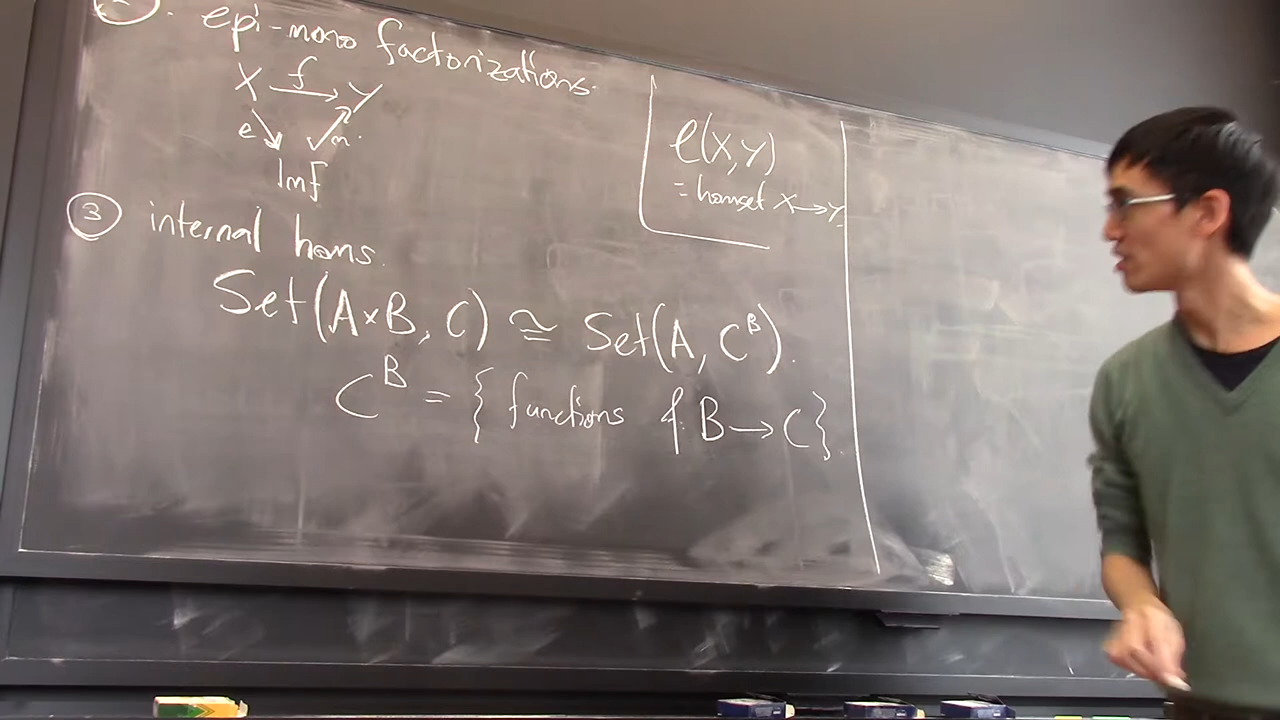 epi-mono factorizations.
X —f→ Y
e m.
Imf
③ internal homs.
Set(A×B, C) ≅ Set(A, C^B).
C^B = { functions f: B → C}.
C(X,Y)
= homset X→Y